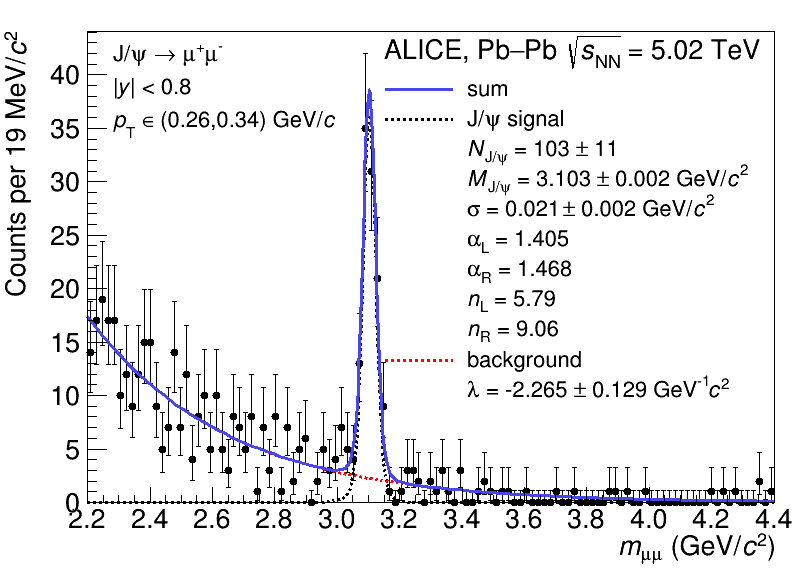 J/ψ → μ⁺μ⁻
|y| < 0.8
p_T ∈ (0.26,0.34) GeV/c
ALICE, Pb–Pb √s_NN = 5.02 TeV
sum
J/ψ signal
N_J/ψ = 103 ± 11
M_J/ψ = 3.103 ± 0.002 GeV/c²
σ = 0.021 ± 0.002 GeV/c²
α_L = 1.405
α_R = 1.468
n_L = 5.79
n_R = 9.06
background
λ = -2.265 ± 0.129 GeV⁻¹c²
Counts per 19 MeV/c²
40
35
30
25
20
15
10
5
0
2.2 2.4 2.6 2.8 3.0 3.2 3.4 3.6 3.8 4.0 4.2 4.4
m_μμ (GeV/c²)